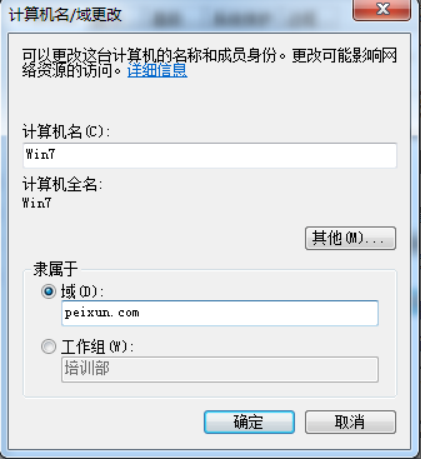 计算机名/域更改
可以更改这台计算机的名称和成员身份。更改可能影响网
络资源的访问。详细信息
计算机名(C):
Win7
计算机全名:
Win7
其他(M)...
隶属于
域(D):
peixun.com
工作组(W):
培训部
确定
取消